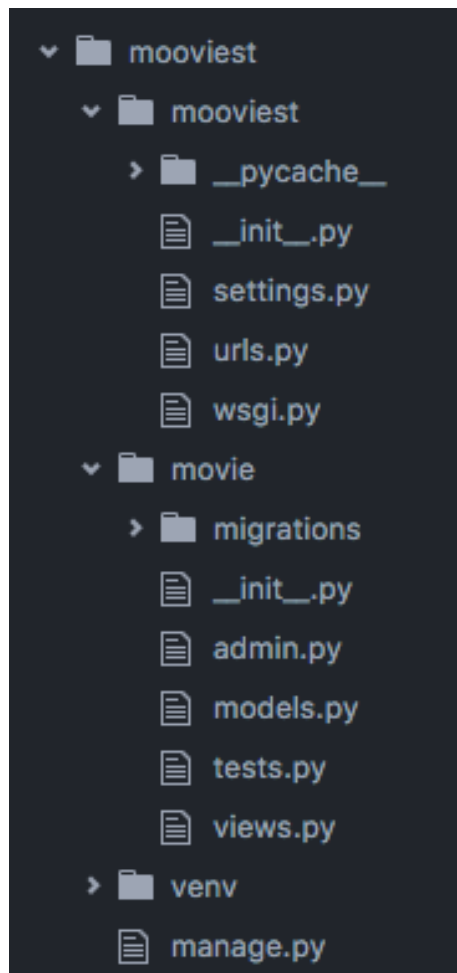 mooviest
mooviest
__pycache__
__init__.py
settings.py
urls.py
wsgi.py
movie
migrations
__init__.py
admin.py
models.py
tests.py
views.py
venv
manage.py